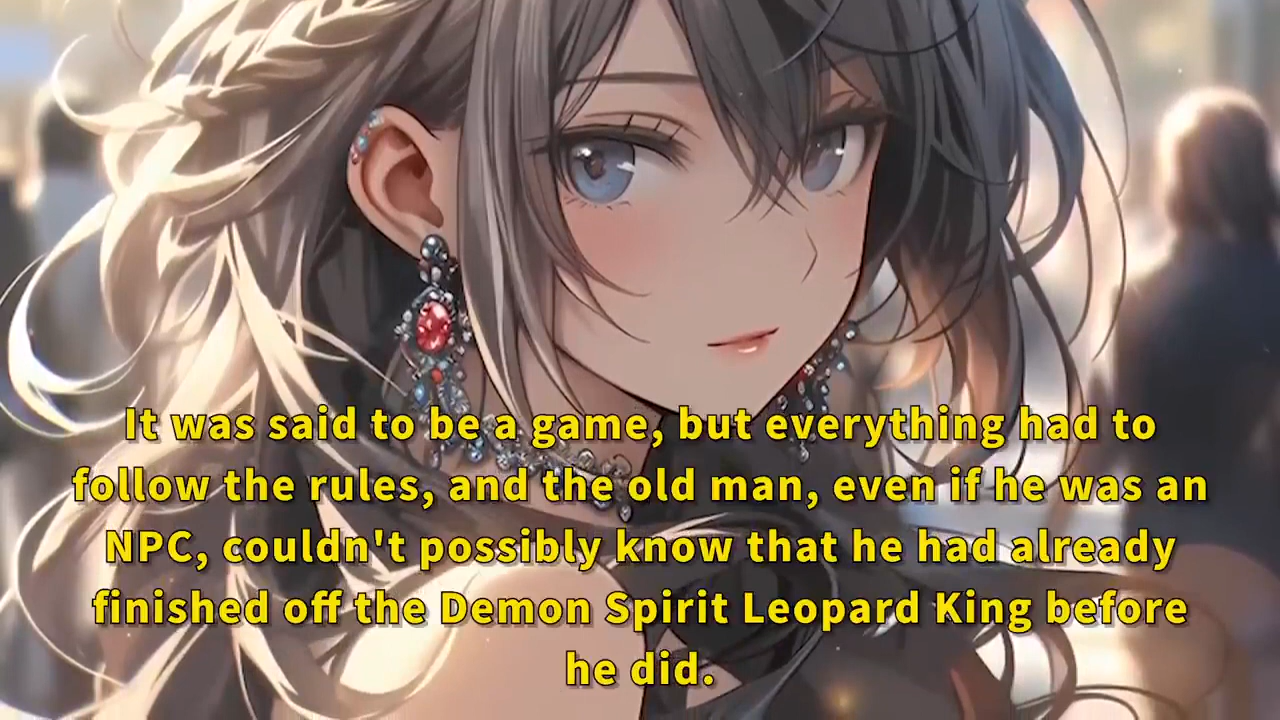 It was said to be a game, but everything had to
follow the rules, and the old man, even if he was an
NPC, couldn't possibly know that he had already
finished off the Demon Spirit Leopard King before
he did.